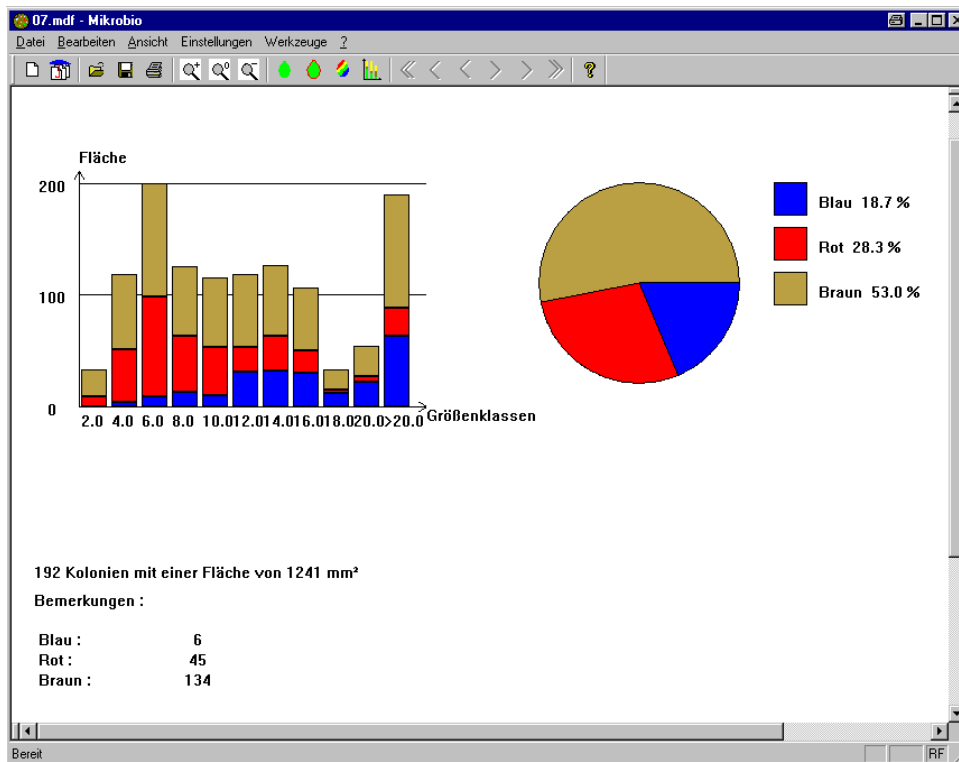 07.mdf - Mikrobio
Datei Bearbeiten Ansicht Einstellungen Werkzeuge ?
Fläche
200
100
0
2.0 4.0 6.0 8.0 10.0 12.0 14.0 16.0 18.0 20.0 >20.0
Größenklassen
Blau 18.7 %
Rot 28.3 %
Braun 53.0 %
192 Kolonien mit einer Fläche von 1241 mm²
Bemerkungen :
Blau : 6
Rot : 45
Braun : 134
Bereit RF